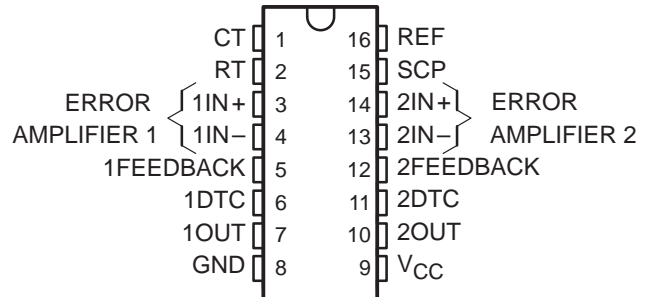 CT 1 16 REF
RT 2 15 SCP
ERROR AMPLIFIER 1 1IN+ 3 14 2IN+ ERROR AMPLIFIER 2
1IN− 4 13 2IN−
1FEEDBACK 5 12 2FEEDBACK
1DTC 6 11 2DTC
1OUT 7 10 2OUT
GND 8 9 VCC